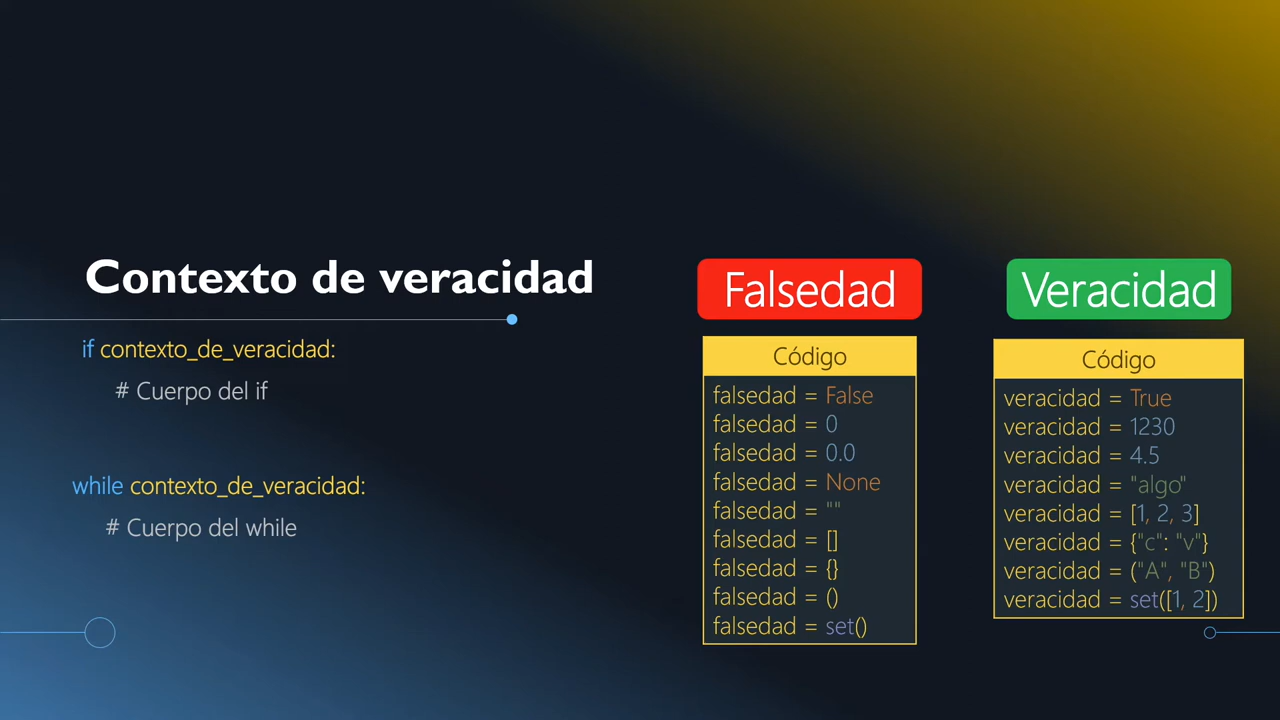 Contexto de veracidad
if contexto_de_veracidad:
# Cuerpo del if
while contexto_de_veracidad:
# Cuerpo del while
Falsedad
Código
falsedad = False
falsedad = 0
falsedad = 0.0
falsedad = None
falsedad = ""
falsedad = []
falsedad = {}
falsedad = ()
falsedad = set()
Veracidad
Código
veracidad = True
veracidad = 1230
veracidad = 4.5
veracidad = "algo"
veracidad = [1, 2, 3]
veracidad = {"c": "v"}
veracidad = ("A", "B")
veracidad = set([1, 2])